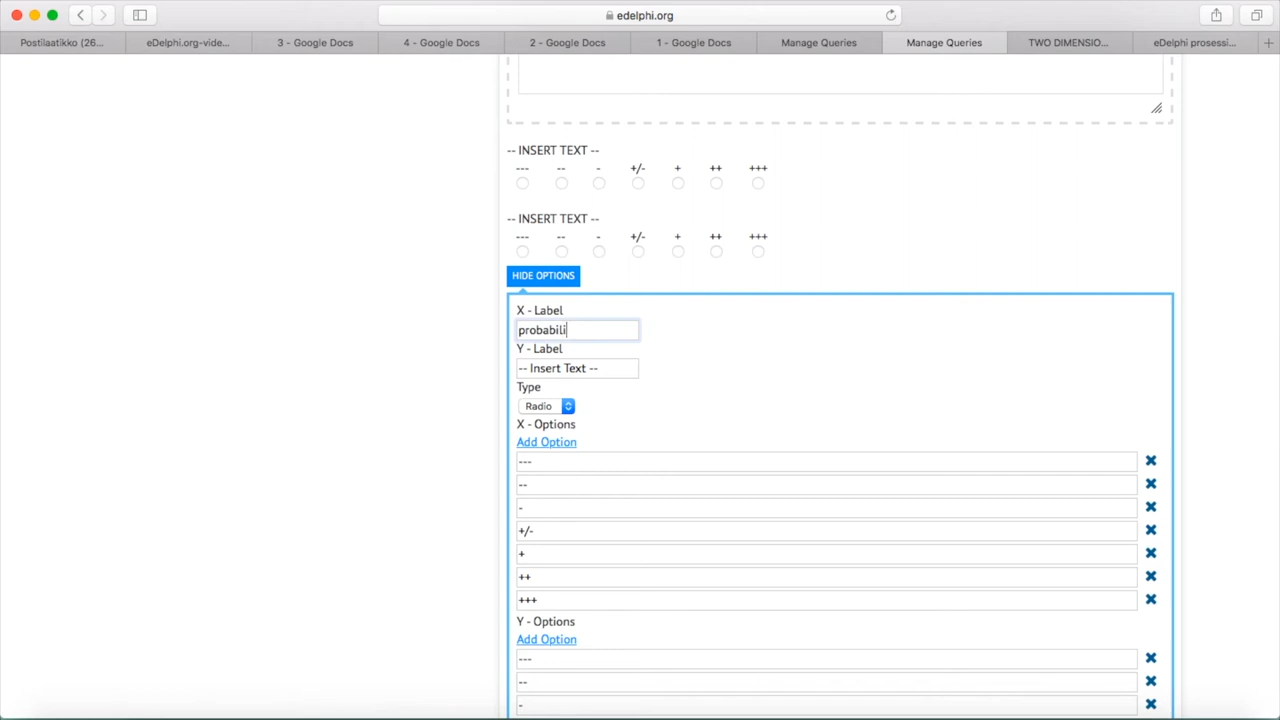 edelphi.org
Postilaatikko (26...
eDelphi.org-vide...
3 - Google Docs
4 - Google Docs
2 - Google Docs
1 - Google Docs
Manage Queries
Manage Queries
TWO DIMENSIO...
eDelphi prosessi...
-- INSERT TEXT --
--- -- - +/- + ++ +++
-- INSERT TEXT --
--- -- - +/- + ++ +++
HIDE OPTIONS
X - Label
probabili
Y - Label
-- Insert Text --
Type
Radio
X - Options
Add Option
---
--
-
+/-
+
++
+++
Y - Options
Add Option
---
--
-